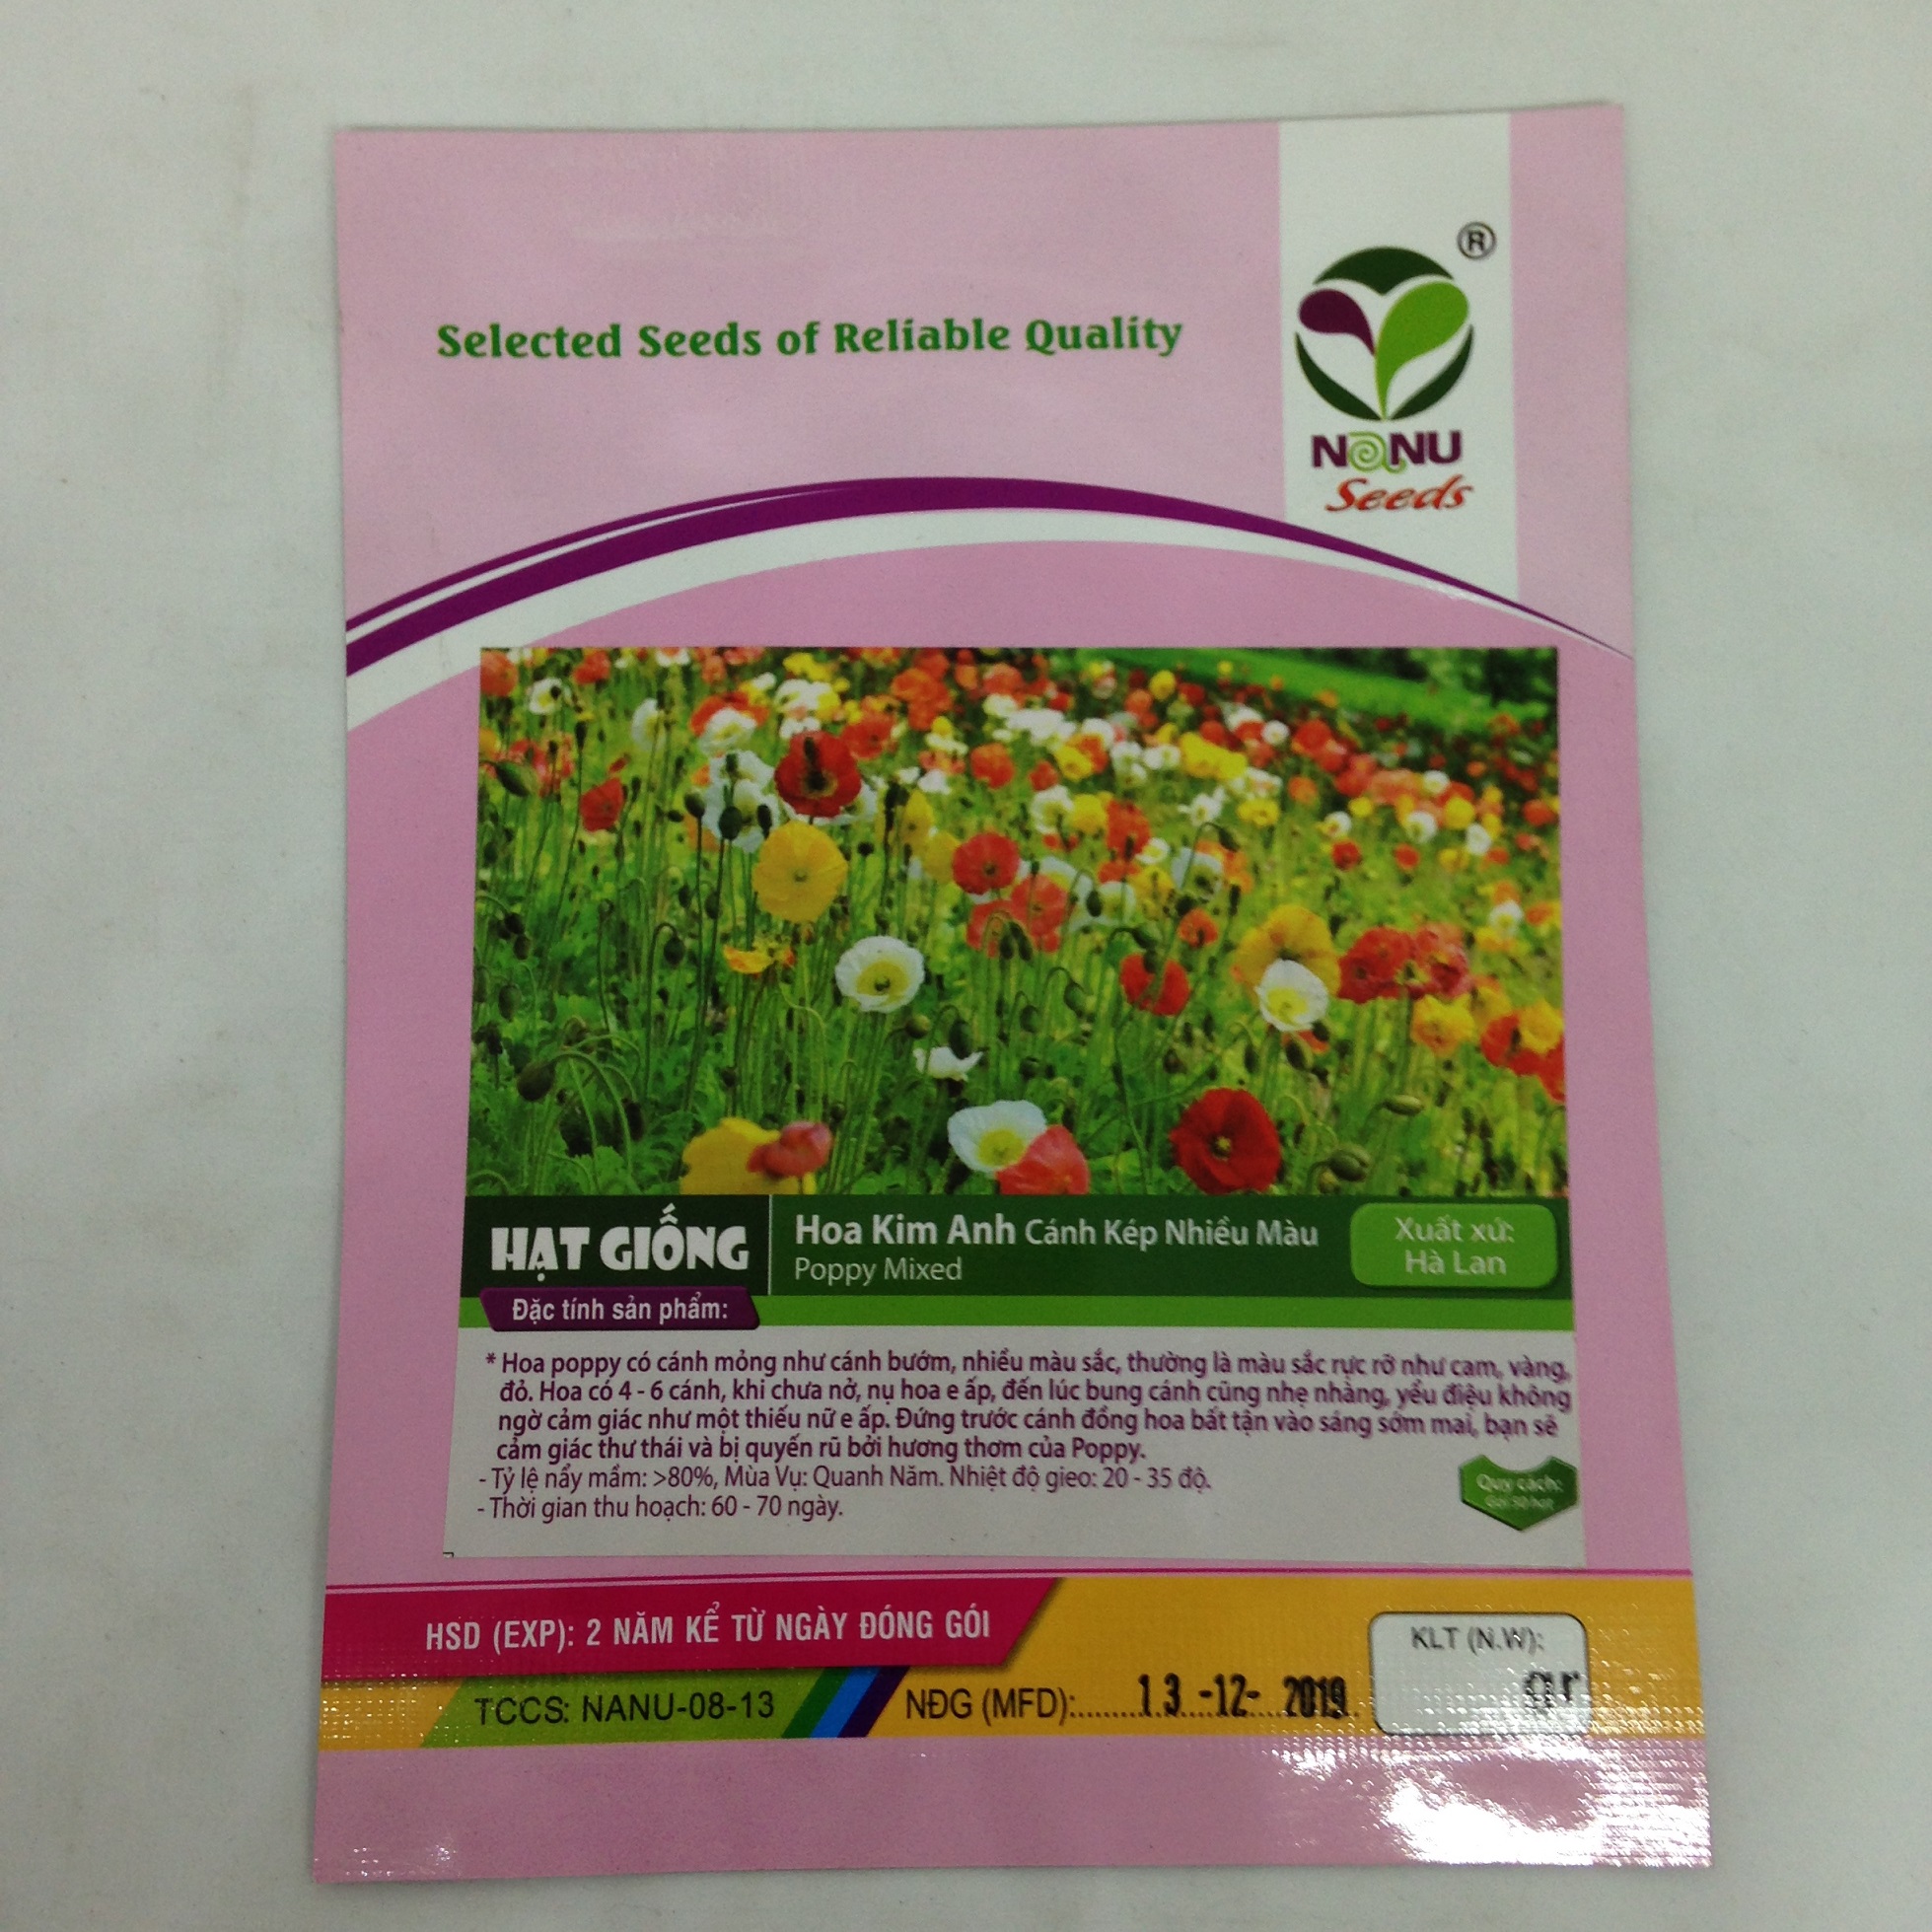 ®
Selected Seeds of Reliable Quality
NANU
Seeds
HẠT GIỐNG
Hoa Kim Anh Cánh Kép Nhiều Màu
Poppy Mixed
Xuất xứ:
Hà Lan
Đặc tính sản phẩm:
* Hoa poppy có cánh mỏng như cánh bướm, nhiều màu sắc, thường là màu sắc rực rỡ như cam, vàng,
đỏ. Hoa có 4 - 6 cánh, khi chưa nở, nụ hoa e ấp, đến lúc bung cánh cũng nhẹ nhàng, yểu điệu không
ngờ cảm giác như một thiếu nữ e ấp. Đứng trước cánh đồng hoa bất tận vào sáng sớm mai, bạn sẽ
cảm giác thư thái và bị quyến rũ bởi hương thơm của Poppy.
- Tỷ lệ nẩy mầm: >80%, Mùa Vụ: Quanh Năm. Nhiệt độ gieo: 20 - 35 độ.
- Thời gian thu hoạch: 60 - 70 ngày.
Quy cách:
HSD (EXP): 2 NĂM KỂ TỪ NGÀY ĐÓNG GÓI
KLT (N.W):
gr
TCCS: NANU-08-13
NĐG (MFD):.........13-12-2019